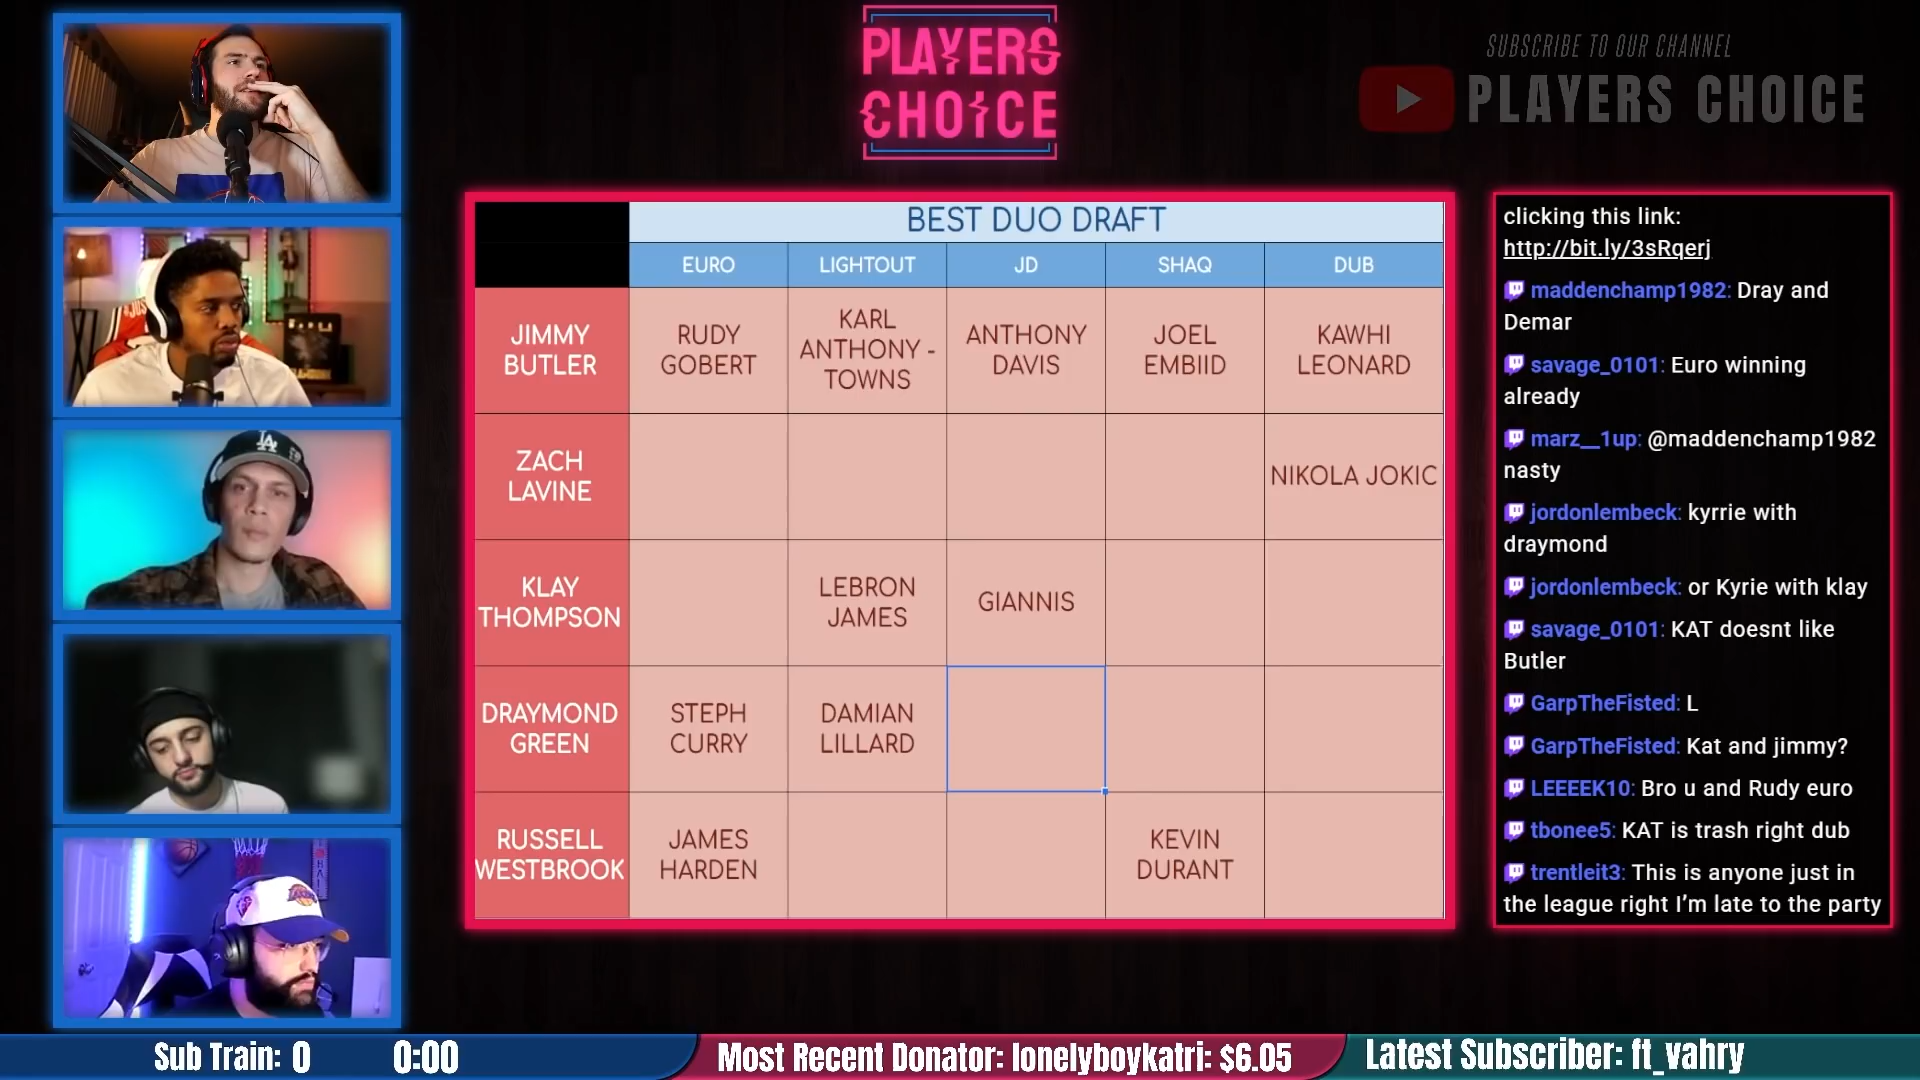 PLAYERS
CHOICE
SUBSCRIBE TO OUR CHANNEL
PLAYERS CHOICE
BEST DUO DRAFT
EURO LIGHTOUT JD SHAQ DUB
JIMMY
BUTLER
RUDY
GOBERT
KARL
ANTHONY -
TOWNS
ANTHONY
DAVIS
JOEL
EMBIID
KAWHI
LEONARD
ZACH
LAVINE
NIKOLA JOKIC
KLAY
THOMPSON
LEBRON
JAMES
GIANNIS
DRAYMOND
GREEN
STEPH
CURRY
DAMIAN
LILLARD
RUSSELL
WESTBROOK
JAMES
HARDEN
KEVIN
DURANT
clicking this link:
http://bit.ly/3sRqerj
maddenchamp1982: Dray and
Demar
savage_0101: Euro winning
already
marz__1up: @maddenchamp1982
nasty
jordonlembeck: kyrrie with
draymond
jordonlembeck: or Kyrie with klay
savage_0101: KAT doesnt like
Butler
GarpTheFisted: L
GarpTheFisted: Kat and jimmy?
LEEEEK10: Bro u and Rudy euro
tbonee5: KAT is trash right dub
trentleit3: This is anyone just in
the league right I'm late to the party
LA
Sub Train: 0 0:00
Most Recent Donator: lonelyboykatri: $6.05
Latest Subscriber: ft_vahry